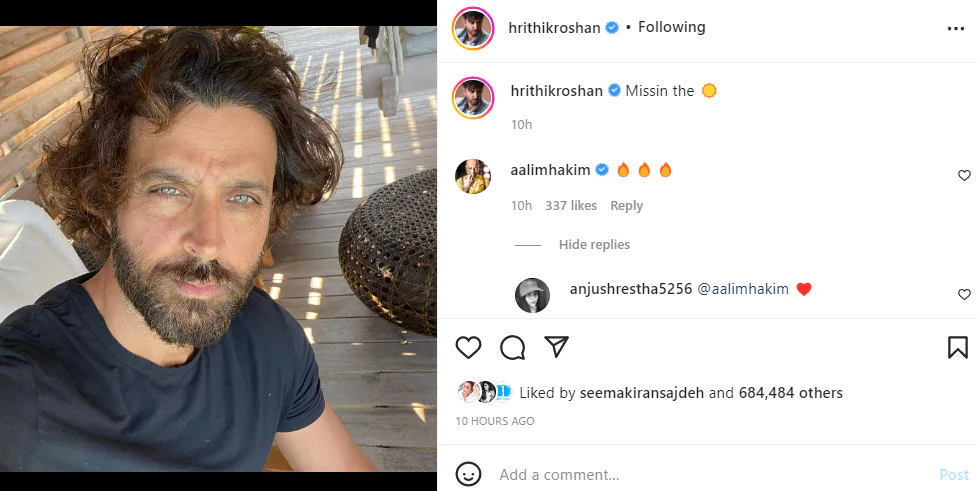 hrithikroshan • Following
hrithikroshan Missin the ☀️
10h
aalimhakim 🔥 🔥 🔥
10h 337 likes Reply
Hide replies
anjushrestha5256 @aalimhakim ♥️
Liked by seemakiransajdeh and 684,484 others
10 HOURS AGO
Add a comment...
Post